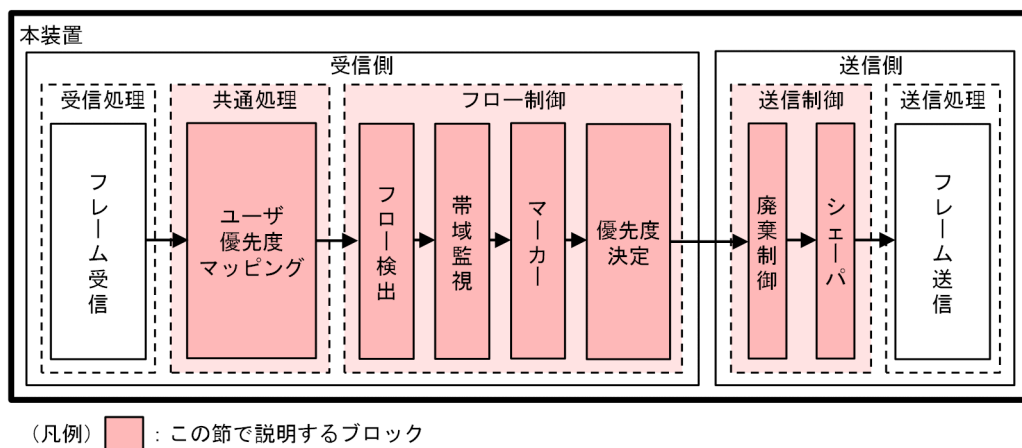 本装置
受信側
送信側
受信処理
共通処理
フロー制御
送信制御
送信処理
フレーム受信
ユーザ
優先度
マッピング
フロー検出
帯域監視
マーカー
優先度
決定
廃棄制御
シェーパ
フレーム送信
(凡例) : この節で説明するブロック